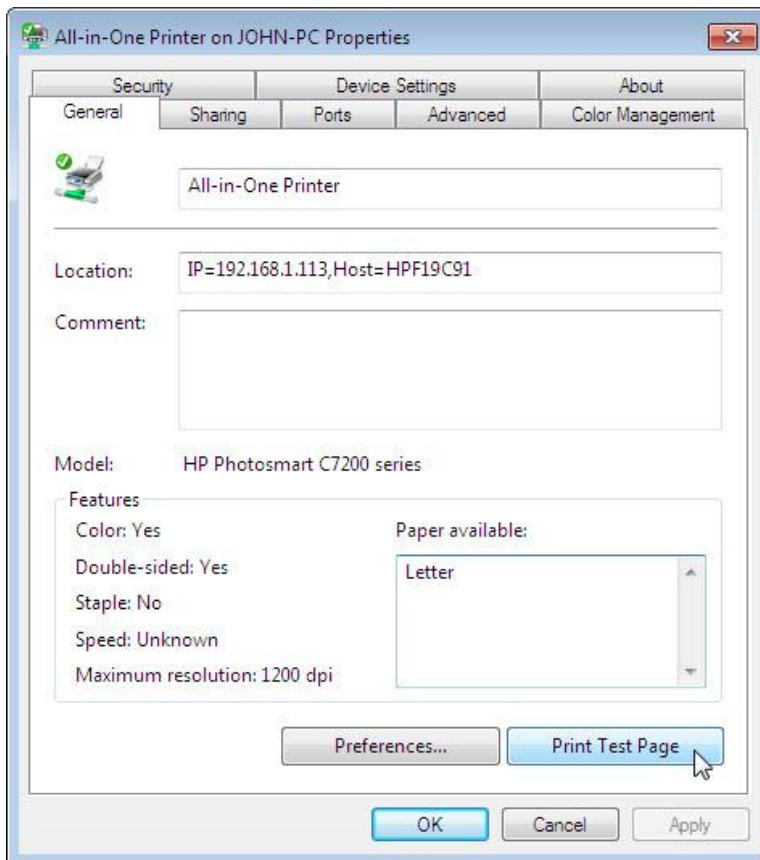 All-in-One Printer on JOHN-PC Properties
Security Device Settings About
General Sharing Ports Advanced Color Management
All-in-One Printer
Location: IP=192.168.1.113,Host=HPF19C91
Comment:
Model: HP Photosmart C7200 series
Features
Color: Yes Paper available:
Double-sided: Yes Letter
Staple: No
Speed: Unknown
Maximum resolution: 1200 dpi
Preferences... Print Test Page
OK Cancel Apply